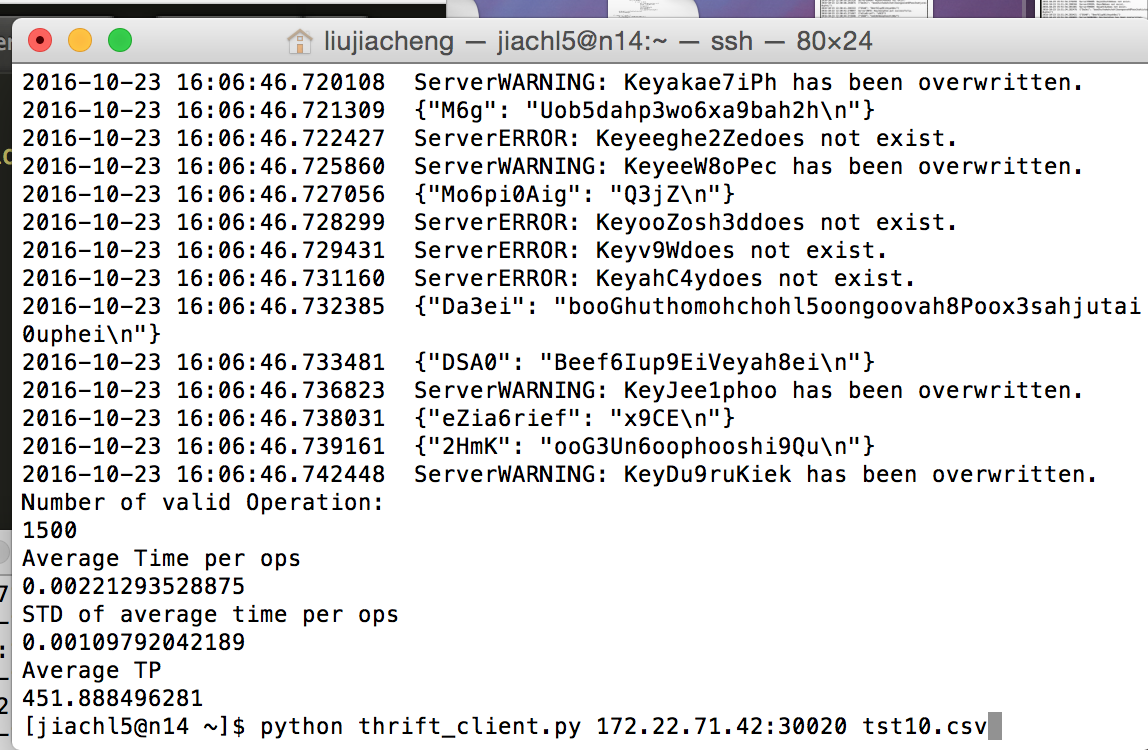 liujiacheng — jiachl5@n14:~ — ssh — 80×24
2016-10-23 16:06:46.720108  ServerWARNING: Keyakae7iPh has been overwritten.
2016-10-23 16:06:46.721309  {"M6g": "Uob5dahp3wo6xa9bah2h\n"}
2016-10-23 16:06:46.722427  ServerERROR: Keyeeghe2Zedoes not exist.
2016-10-23 16:06:46.725860  ServerWARNING: KeyeeW8oPec has been overwritten.
2016-10-23 16:06:46.727056  {"Mo6pi0Aig": "Q3jZ\n"}
2016-10-23 16:06:46.728299  ServerERROR: KeyooZosh3ddoes not exist.
2016-10-23 16:06:46.729431  ServerERROR: Keyv9Wdoes not exist.
2016-10-23 16:06:46.731160  ServerERROR: KeyahC4ydoes not exist.
2016-10-23 16:06:46.732385  {"Da3ei": "booGhuthomohchohl5oongoovah8Poox3sahjutai
0uphei\n"}
2016-10-23 16:06:46.733481  {"DSA0": "Beef6Iup9EiVeyah8ei\n"}
2016-10-23 16:06:46.736823  ServerWARNING: KeyJee1phoo has been overwritten.
2016-10-23 16:06:46.738031  {"eZia6rief": "x9CE\n"}
2016-10-23 16:06:46.739161  {"2HmK": "ooG3Un6oophooshi9Qu\n"}
2016-10-23 16:06:46.742448  ServerWARNING: KeyDu9ruKiek has been overwritten.
Number of valid Operation:
1500
Average Time per ops
0.00221293528875
STD of average time per ops
0.00109792042189
Average TP
451.888496281
[jiachl5@n14 ~]$ python thrift_client.py 172.22.71.42:30020 tst10.csv